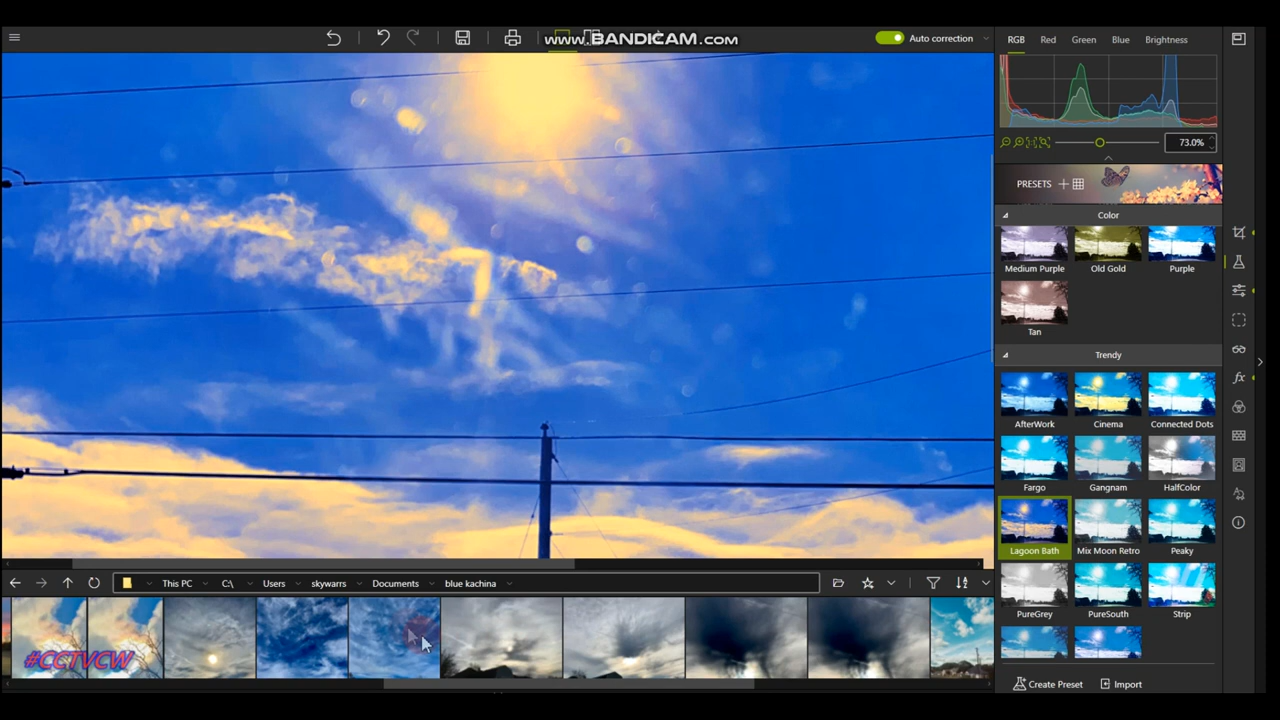 www.BANDICAM.com
Auto correction
RGB Red Green Blue Brightness
73.0%
PRESETS
Color
Medium Purple Old Gold Purple
Tan
Trendy
AfterWork Cinema Connected Dots
Fargo Gangnam HalfColor
Lagoon Bath Mix Moon Retro Peaky
PureGrey PureSouth Strip
This PC C:\ Users skywarrs Documents blue kachina
#CCTVCW
Create Preset Import